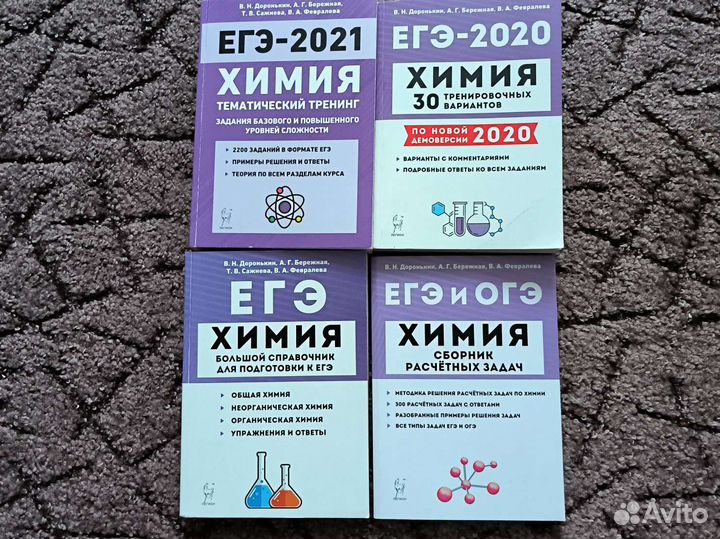 В. Н. Доронькин, А. Г. Бережная,
Т. В. Сажнева, В. А. Февралева
ЕГЭ-2021
ХИМИЯ
ТЕМАТИЧЕСКИЙ ТРЕНИНГ
ЗАДАНИЯ БАЗОВОГО И ПОВЫШЕННОГО
УРОВНЕЙ СЛОЖНОСТИ
2200 ЗАДАНИЙ В ФОРМАТЕ ЕГЭ
ПРИМЕРЫ РЕШЕНИЯ И ОТВЕТЫ
ТЕОРИЯ ПО ВСЕМ РАЗДЕЛАМ КУРСА
ЛЕГИОН
В. Н. Доронькин, А. Г. Бережная, В. А. Февралева
ЕГЭ-2020
ХИМИЯ
30 ТРЕНИРОВОЧНЫХ
ВАРИАНТОВ
ПО НОВОЙ
ДЕМОВЕРСИИ 2020
ВАРИАНТЫ С КОММЕНТАРИЯМИ
ПОДРОБНЫЕ ОТВЕТЫ КО ВСЕМ ЗАДАНИЯМ
ЛЕГИОН
В. Н. Доронькин, А. Г. Бережная,
Т. В. Сажнева, В. А. Февралева
ЕГЭ
ХИМИЯ
БОЛЬШОЙ СПРАВОЧНИК
ДЛЯ ПОДГОТОВКИ К ЕГЭ
ОБЩАЯ ХИМИЯ
НЕОРГАНИЧЕСКАЯ ХИМИЯ
ОРГАНИЧЕСКАЯ ХИМИЯ
УПРАЖНЕНИЯ И ОТВЕТЫ
ЛЕГИОН
В. Н. Доронькин, А. Г. Бережная, В. А. Февралева
ЕГЭ и ОГЭ
ХИМИЯ
СБОРНИК
РАСЧЁТНЫХ ЗАДАЧ
МЕТОДИКА РЕШЕНИЯ РАСЧЁТНЫХ ЗАДАЧ ПО ХИМИИ
300 РАСЧЁТНЫХ ЗАДАЧ С ОТВЕТАМИ
РАЗОБРАННЫЕ ПРИМЕРЫ РЕШЕНИЯ ЗАДАЧ
ВСЕ ТИПЫ ЗАДАЧ ЕГЭ И ОГЭ
ЛЕГИОН
Avito